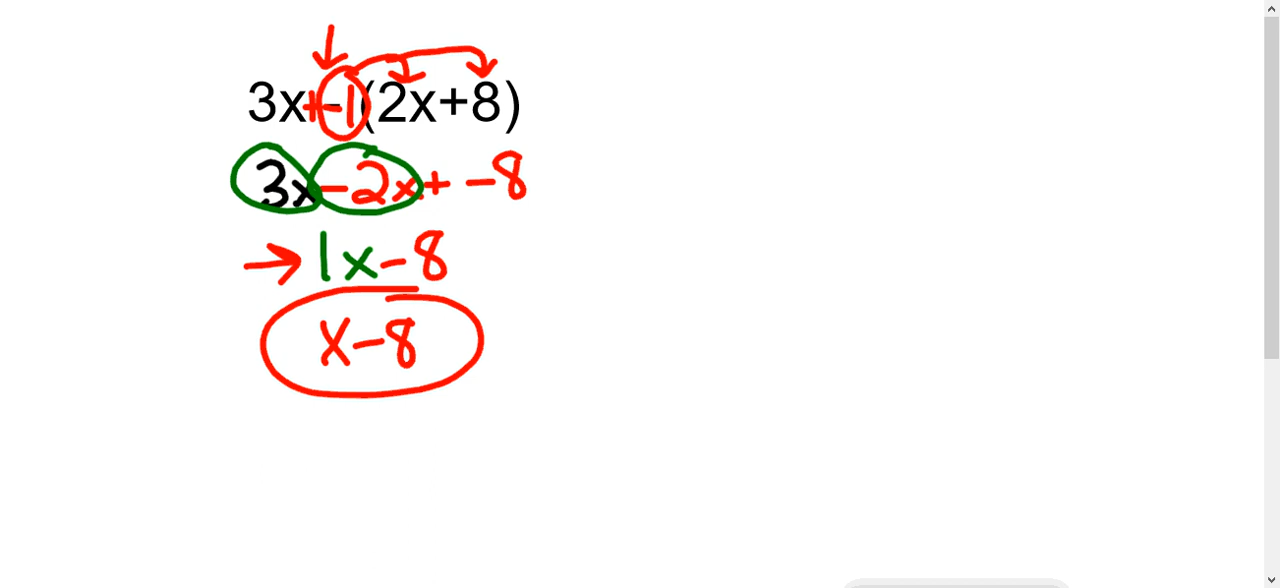 3x+-1(2x+8)
3x-2x+ -8
→ 1x-8
x-8